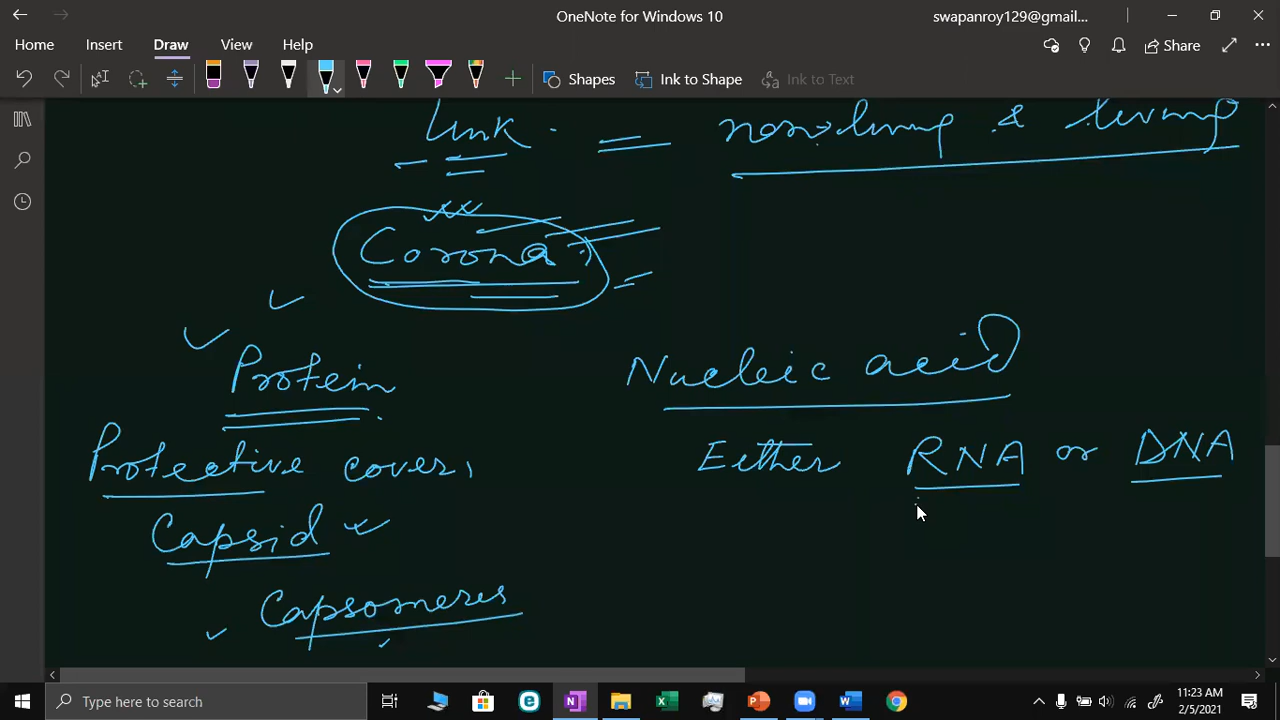 OneNote for Windows 10
swapanroy129@gmail...
Home Insert Draw View Help
Share
Shapes Ink to Shape Ink to Text
Link = non-living & living
Corona
Protein Nucleic acid
Protective cover, Either RNA or DNA
Capsid
Capsomeres
Type here to search
11:23 AM
2/5/2021